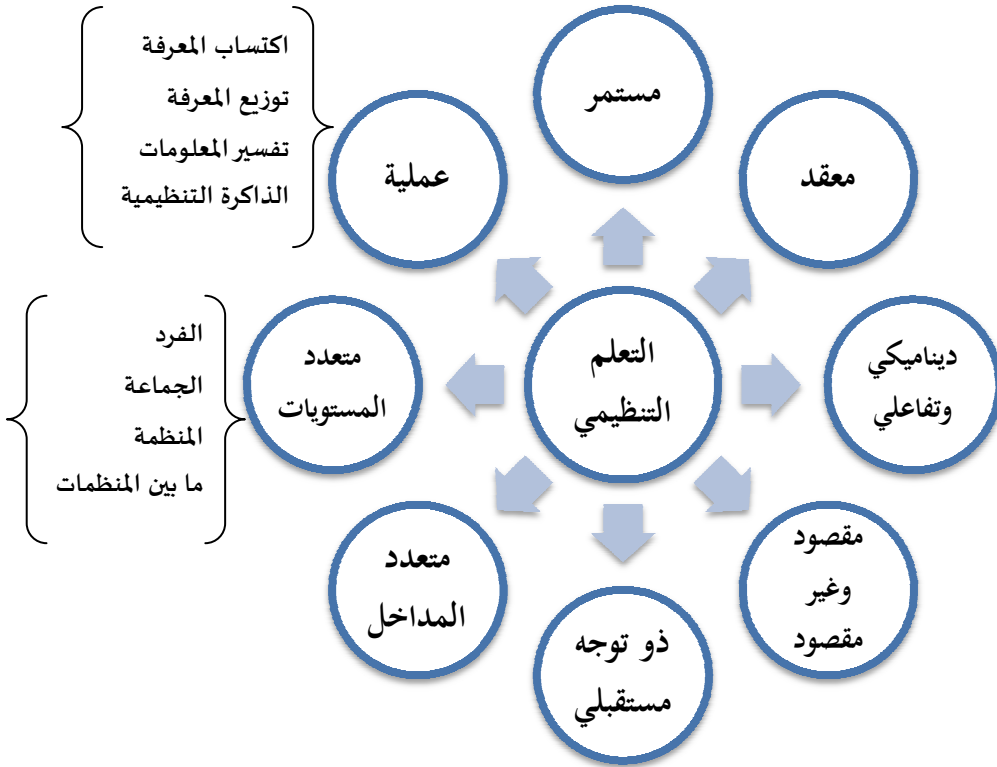 مستمر
معقد
ديناميكي
وتفاعلي
مقصود
وغير
مقصود
ذو توجه
مستقبلي
متعدد
المداخل
متعدد
المستويات
عملية
التعلم
التنظيمي
اكتساب المعرفة
توزيع المعرفة
تفسير المعلومات
الذاكرة التنظيمية
الفرد
الجماعة
المنظمة
ما بين المنظمات